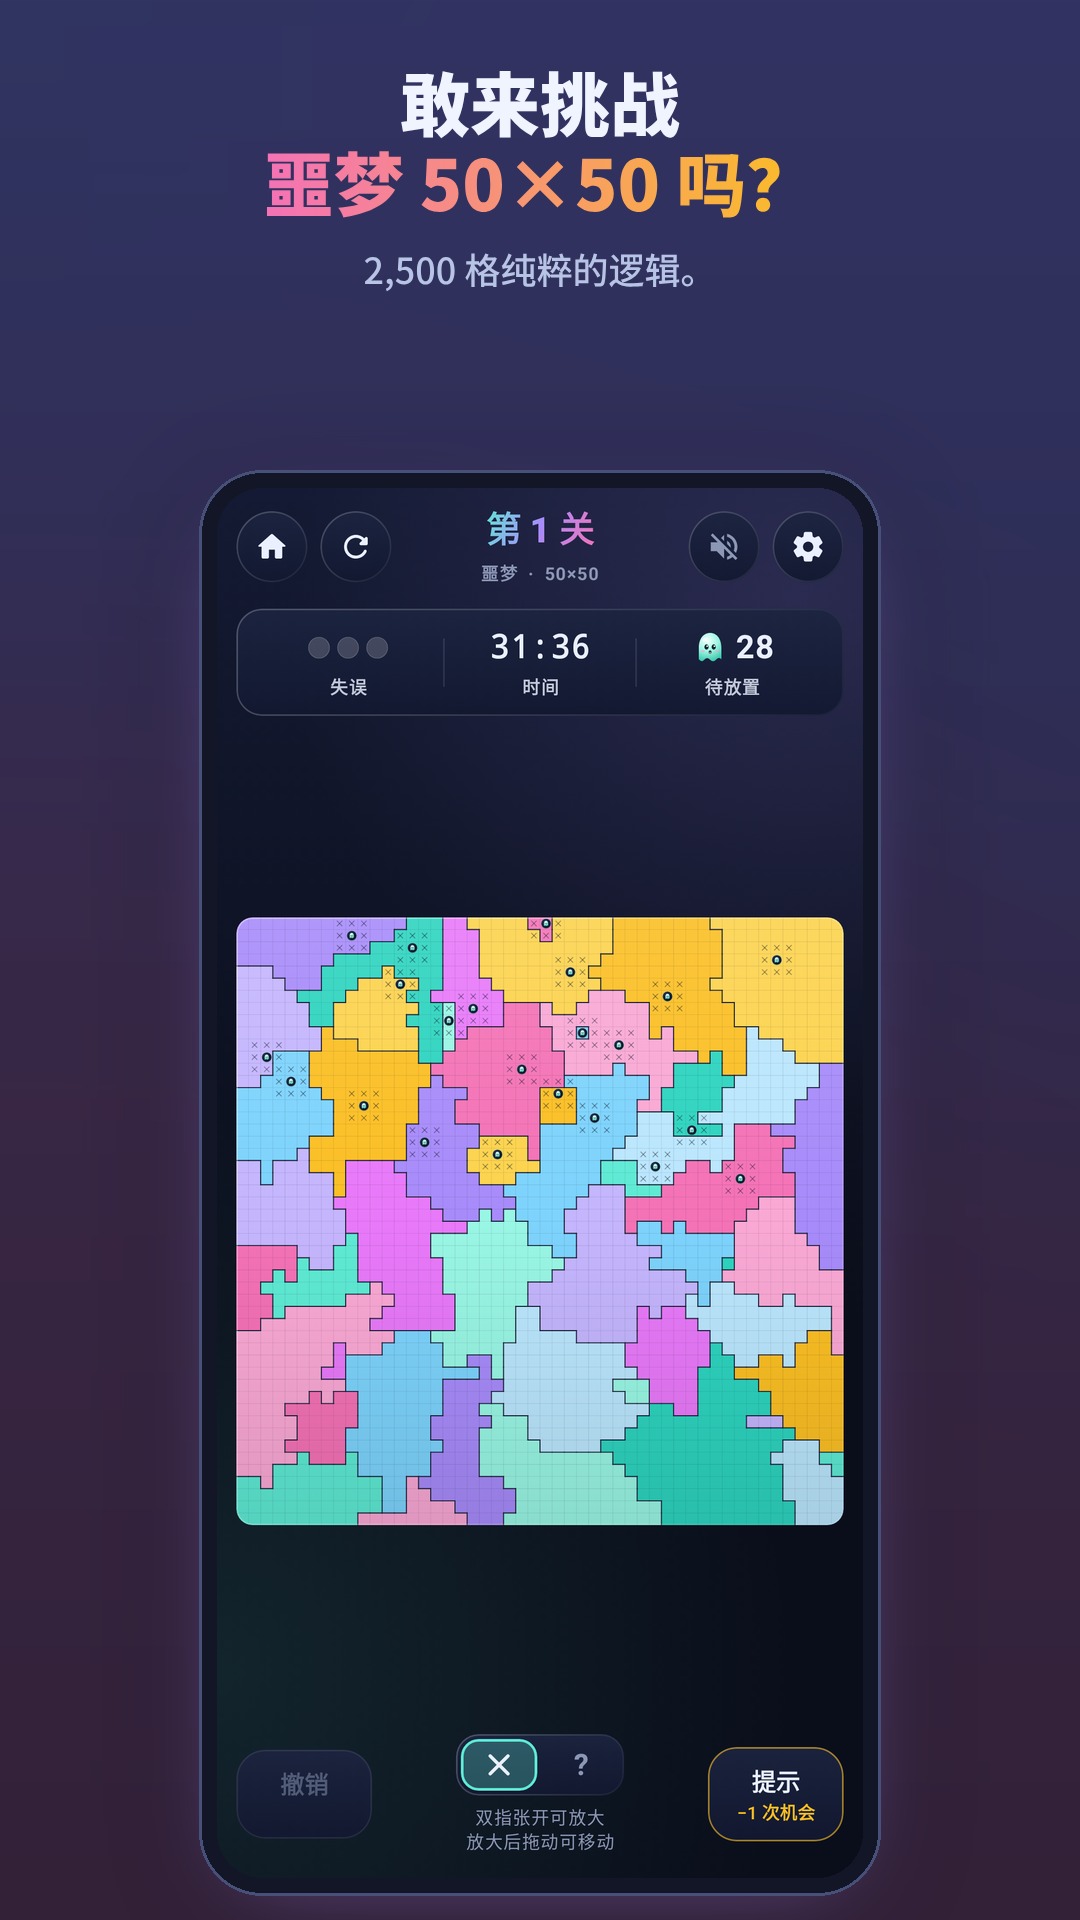 敢来挑战
噩梦 50×50 吗?
2,500 格纯粹的逻辑。
第 1 关
噩梦 · 50×50
失误
31:36
时间
28
待放置
撤销
?
双指张开可放大
放大后拖动可移动
提示
−1 次机会